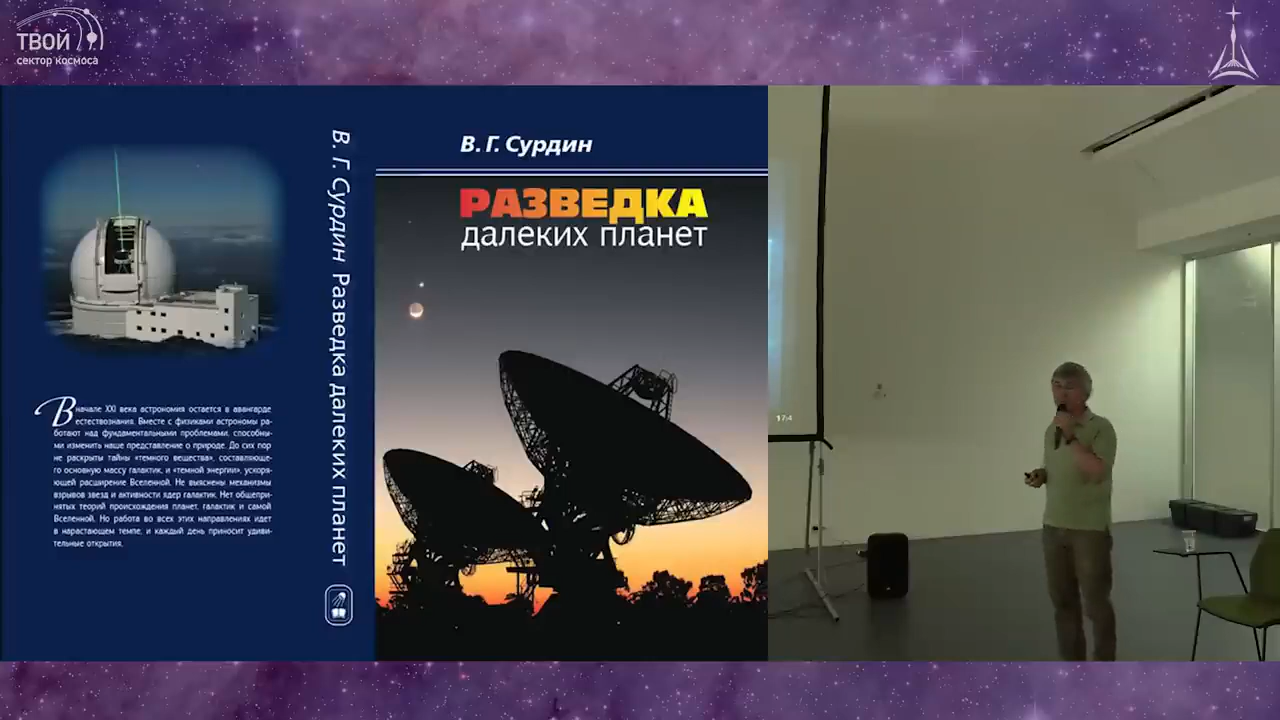 ТВОЙ
сектор космоса
В. Г. Сурдин
РАЗВЕДКА
далеких планет
В. Г. Сурдин Разведка далеких планет
В начале XXI века астрономия остается в авангарде
естествознания. Вместе с физиками астрономы ра-
ботают над фундаментальными проблемами, способны-
ми изменить наше представление о природе. До сих пор
не раскрыты тайны «темного вещества», составляюще-
го основную массу галактик, и «темной энергии», ускоря-
ющей расширение Вселенной. Не выяснены механизмы
взрывов звезд и активности ядер галактик. Нет общепри-
нятых теорий происхождения планет, галактик и самой
Вселенной. Но работа во всех этих направлениях идет
в нарастающем темпе, и каждый день приносит удиви-
тельные открытия.
17:4